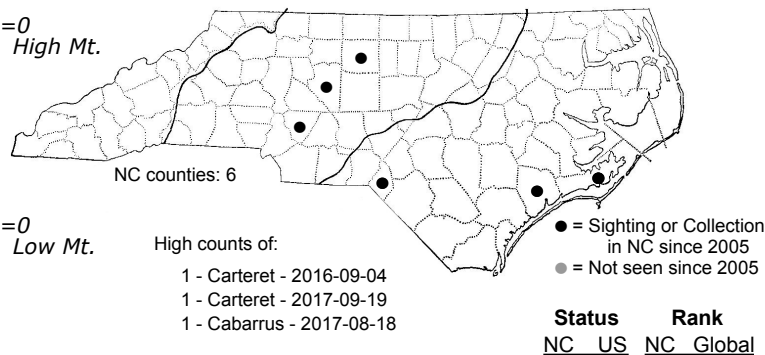 =0
High Mt.
NC counties: 6
=0
Low Mt.
High counts of:
1 - Carteret - 2016-09-04
1 - Carteret - 2017-09-19
1 - Cabarrus - 2017-08-18
= Sighting or Collection
in NC since 2005
= Not seen since 2005
Status Rank
NC US NC Global